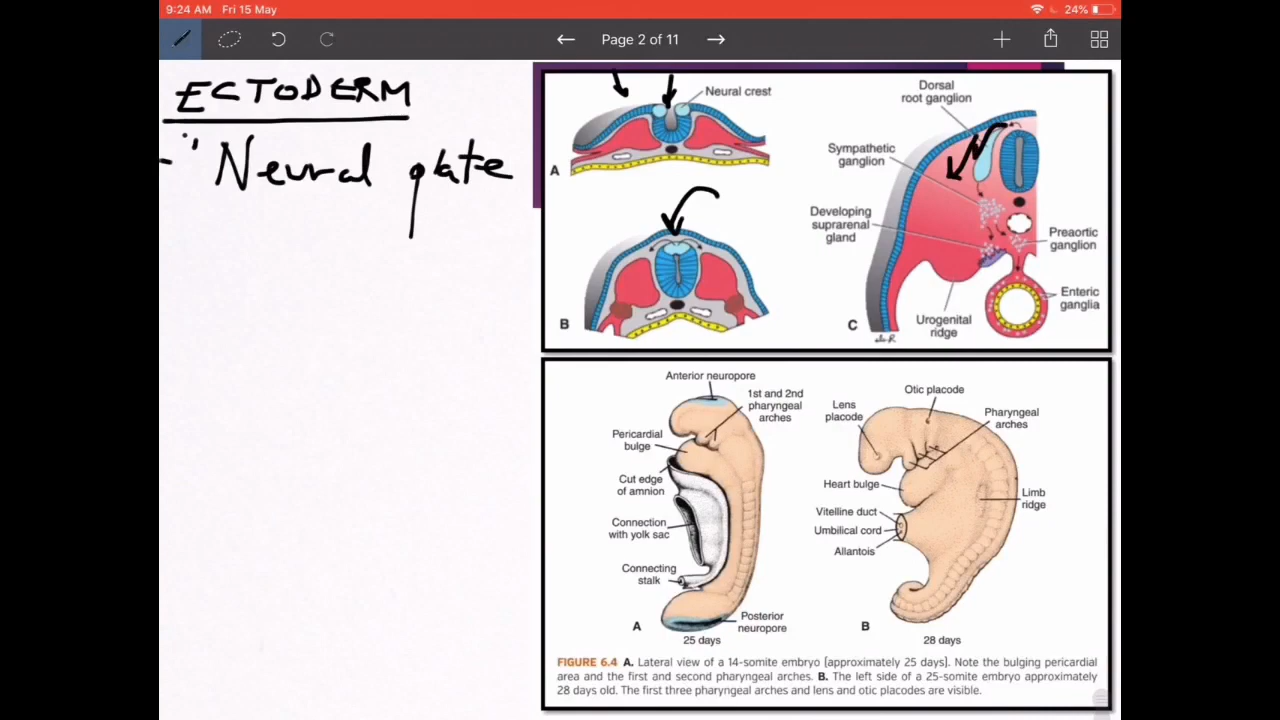 9:24 AM Fri 15 May
24%
Page 2 of 11
ECTODERM
- " Neural plate
Neural crest
A
B
Dorsal
root ganglion
Sympathetic
ganglion
Developing
suprarenal
gland
Preaortic
ganglion
Enteric
ganglia
Urogenital
ridge
C
Anterior neuropore
1st and 2nd
pharyngeal
arches
Pericardial
bulge
Cut edge
of amnion
Connection
with yolk sac
Connecting
stalk
Posterior
neuropore
A
25 days
Otic placode
Lens
placode
Pharyngeal
arches
Heart bulge
Limb
ridge
Vitelline duct
Umbilical cord
Allantois
B
28 days
FIGURE 6.4 A. Lateral view of a 14-somite embryo (approximately 25 days). Note the bulging pericardial
area and the first and second pharyngeal arches. B. The left side of a 25-somite embryo approximately
28 days old. The first three pharyngeal arches and lens and otic placodes are visible.